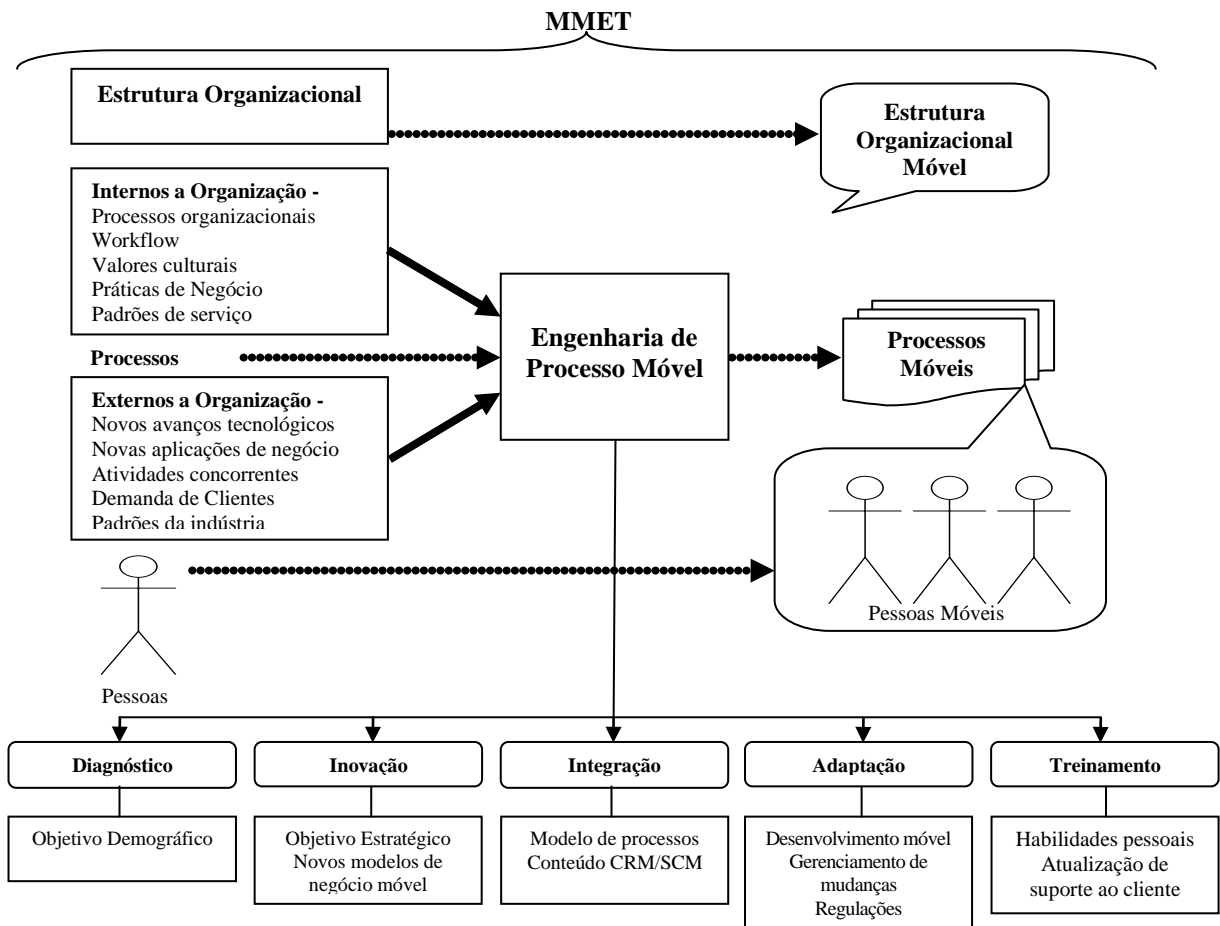 MMET
Estrutura Organizacional
Estrutura
Organizacional
Móvel
Internos a Organização -
Processos organizacionais
Workflow
Valores culturais
Práticas de Negócio
Padrões de serviço
Processos
Engenharia de
Processo Móvel
Processos
Móveis
Externos a Organização -
Novos avanços tecnológicos
Novas aplicações de negócio
Atividades concorrentes
Demanda de Clientes
Padrões da indústria
Pessoas
Pessoas Móveis
Diagnóstico
Objetivo Demográfico
Inovação
Objetivo Estratégico
Novos modelos de
negócio móvel
Integração
Modelo de processos
Conteúdo CRM/SCM
Adaptação
Desenvolvimento móvel
Gerenciamento de
mudanças
Regulações
Treinamento
Habilidades pessoais
Atualização de
suporte ao cliente